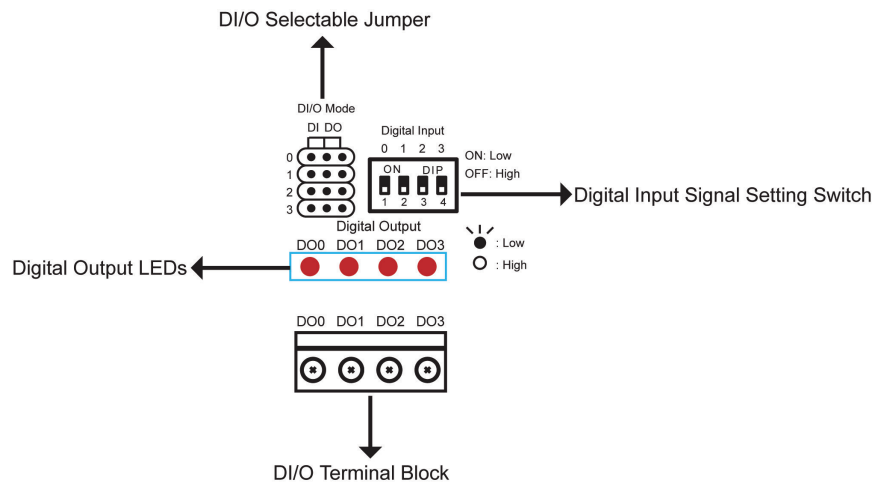 DI/O Selectable Jumper
DI/O Mode
DI DO
0
1
2
3
Digital Input
0 1 2 3
ON DIP
1 2 3 4
ON: Low
OFF: High
Digital Input Signal Setting Switch
Digital Output
DO0 DO1 DO2 DO3
: Low
: High
Digital Output LEDs
DO0 DO1 DO2 DO3
DI/O Terminal Block